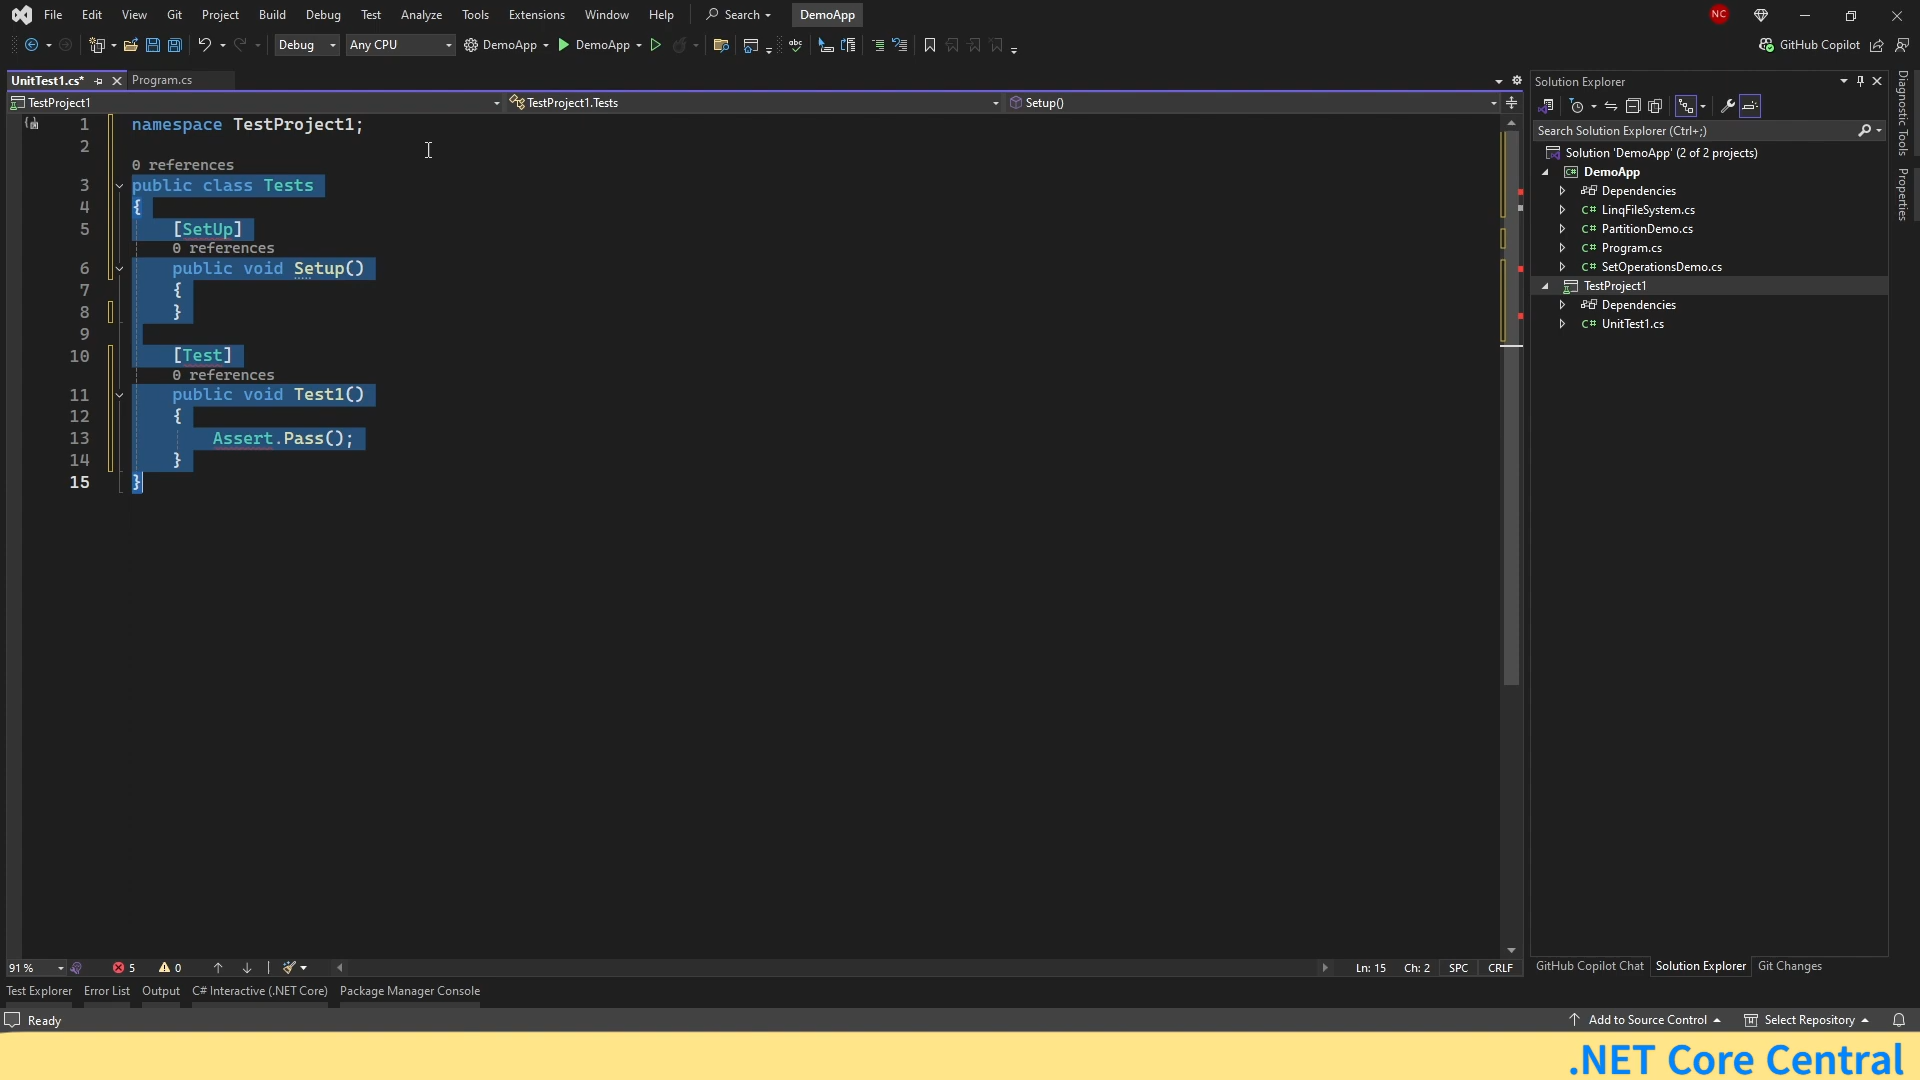 File Edit View Git Project Build Debug Test Analyze Tools Extensions Window Help Search DemoApp NC
Debug Any CPU DemoApp DemoApp GitHub Copilot
UnitTest1.cs* Program.cs
TestProject1 TestProject1.Tests Setup()
1 namespace TestProject1;
2
0 references
3 public class Tests
4 {
5 [SetUp]
0 references
6 public void Setup()
7 {
8 }
9
10 [Test]
0 references
11 public void Test1()
12 {
13 Assert.Pass();
14 }
15 }
Solution Explorer
Search Solution Explorer (Ctrl+;)
Solution 'DemoApp' (2 of 2 projects)
DemoApp
Dependencies
C# LinqFileSystem.cs
C# PartitionDemo.cs
C# Program.cs
C# SetOperationsDemo.cs
TestProject1
Dependencies
C# UnitTest1.cs
Diagnostic Tools
Properties
91 % 5 0 Ln: 15 Ch: 2 SPC CRLF
GitHub Copilot Chat Solution Explorer Git Changes
Test Explorer Error List Output C# Interactive (.NET Core) Package Manager Console
Ready Add to Source Control Select Repository
.NET Core Central